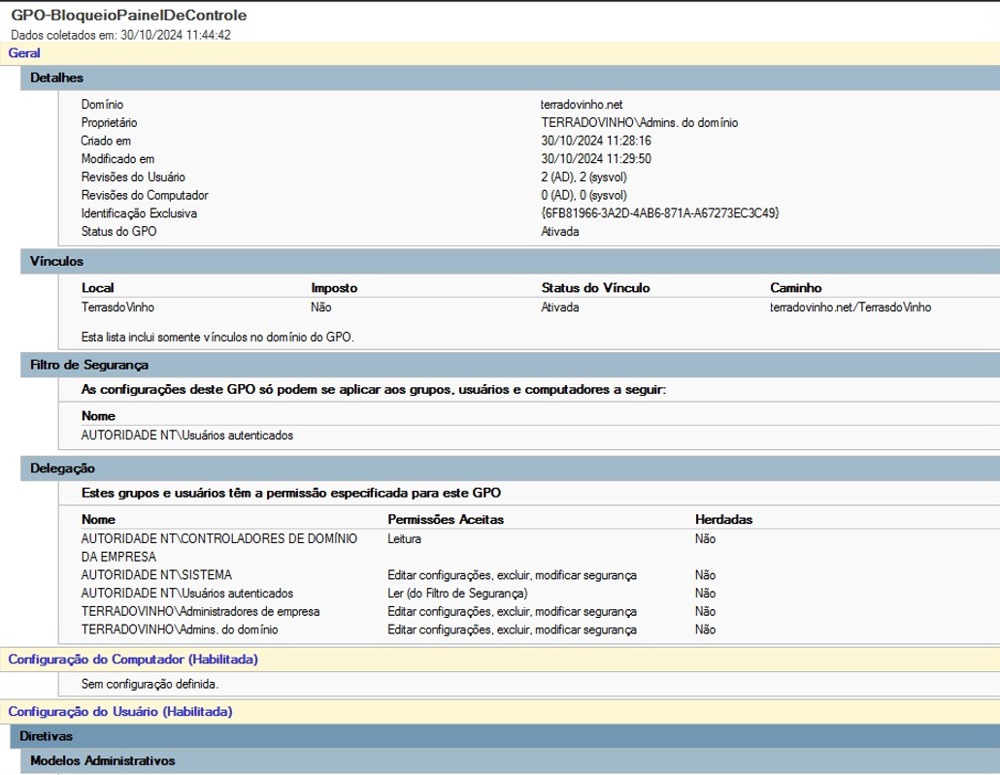 GPO-BloqueioPainelDeControle
Dados coletados em: 30/10/2024 11:44:42
Geral
Detalhes
Domínio terradovinho.net
Proprietário TERRADOVINHO\Admins. do domínio
Criado em 30/10/2024 11:28:16
Modificado em 30/10/2024 11:29:50
Revisões do Usuário 2 (AD), 2 (sysvol)
Revisões do Computador 0 (AD), 0 (sysvol)
Identificação Exclusiva {6FB81966-3A2D-4AB6-871A-A67273EC3C49}
Status do GPO Ativada
Vínculos
Local Imposto Status do Vínculo Caminho
TerrasdoVinho Não Ativada terradovinho.net/TerrasdoVinho
Esta lista inclui somente vínculos no domínio do GPO.
Filtro de Segurança
As configurações deste GPO só podem se aplicar aos grupos, usuários e computadores a seguir:
Nome
AUTORIDADE NT\Usuários autenticados
Delegação
Estes grupos e usuários têm a permissão especificada para este GPO
Nome Permissões Aceitas Herdadas
AUTORIDADE NT\CONTROLADORES DE DOMÍNIO Leitura Não
DA EMPRESA
AUTORIDADE NT\SISTEMA Editar configurações, excluir, modificar segurança Não
AUTORIDADE NT\Usuários autenticados Ler (do Filtro de Segurança) Não
TERRADOVINHO\Administradores de empresa Editar configurações, excluir, modificar segurança Não
TERRADOVINHO\Admins. do domínio Editar configurações, excluir, modificar segurança Não
Configuração do Computador (Habilitada)
Sem configuração definida.
Configuração do Usuário (Habilitada)
Diretivas
Modelos Administrativos